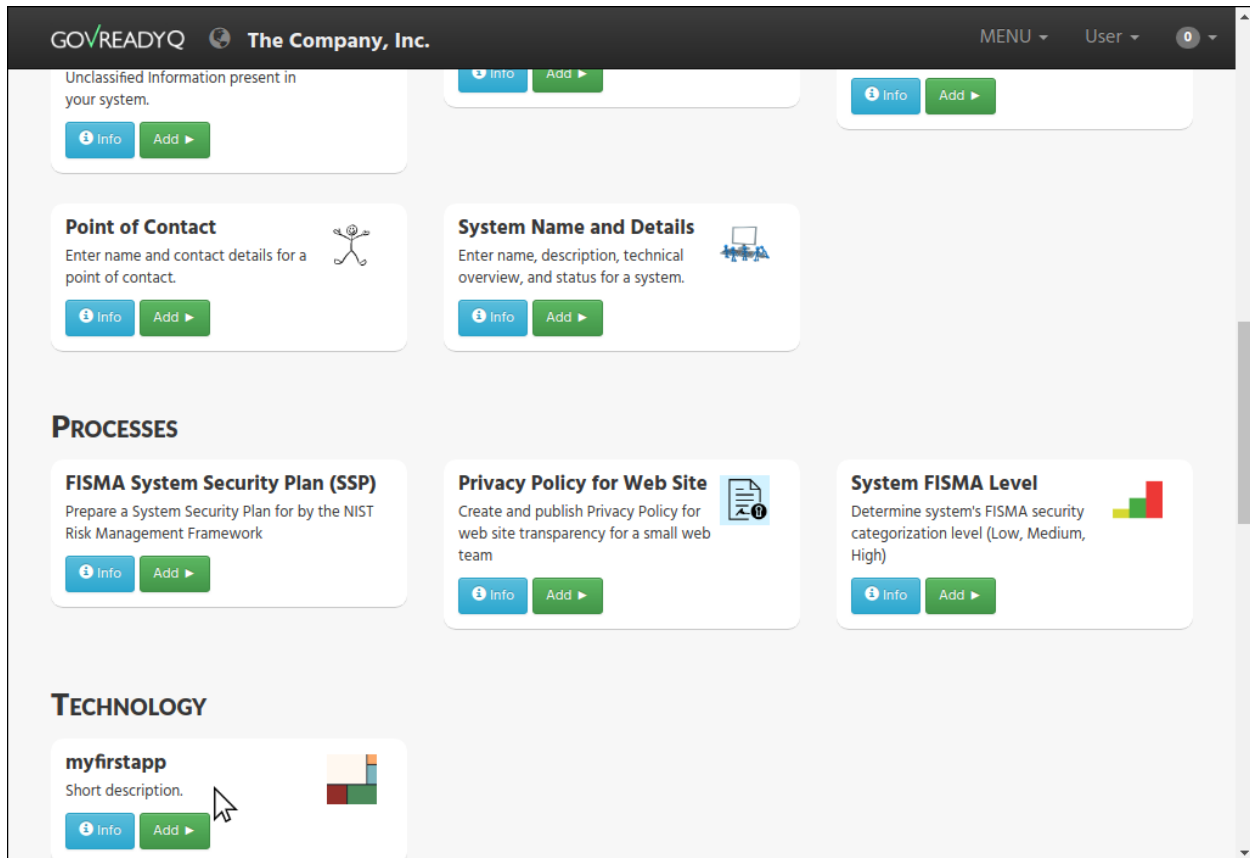 GOVREADYQ The Company, Inc. MENU User 0
Unclassified Information present in
your system.
Info Add ►
Info Add ►
Info Add ►
Point of Contact
Enter name and contact details for a
point of contact.
Info Add ►
System Name and Details
Enter name, description, technical
overview, and status for a system.
Info Add ►
PROCESSES
FISMA System Security Plan (SSP)
Prepare a System Security Plan for by the NIST
Risk Management Framework
Info Add ►
Privacy Policy for Web Site
Create and publish Privacy Policy for
web site transparency for a small web
team
Info Add ►
System FISMA Level
Determine system's FISMA security
categorization level (Low, Medium,
High)
Info Add ►
TECHNOLOGY
myfirstapp
Short description.
Info Add ►